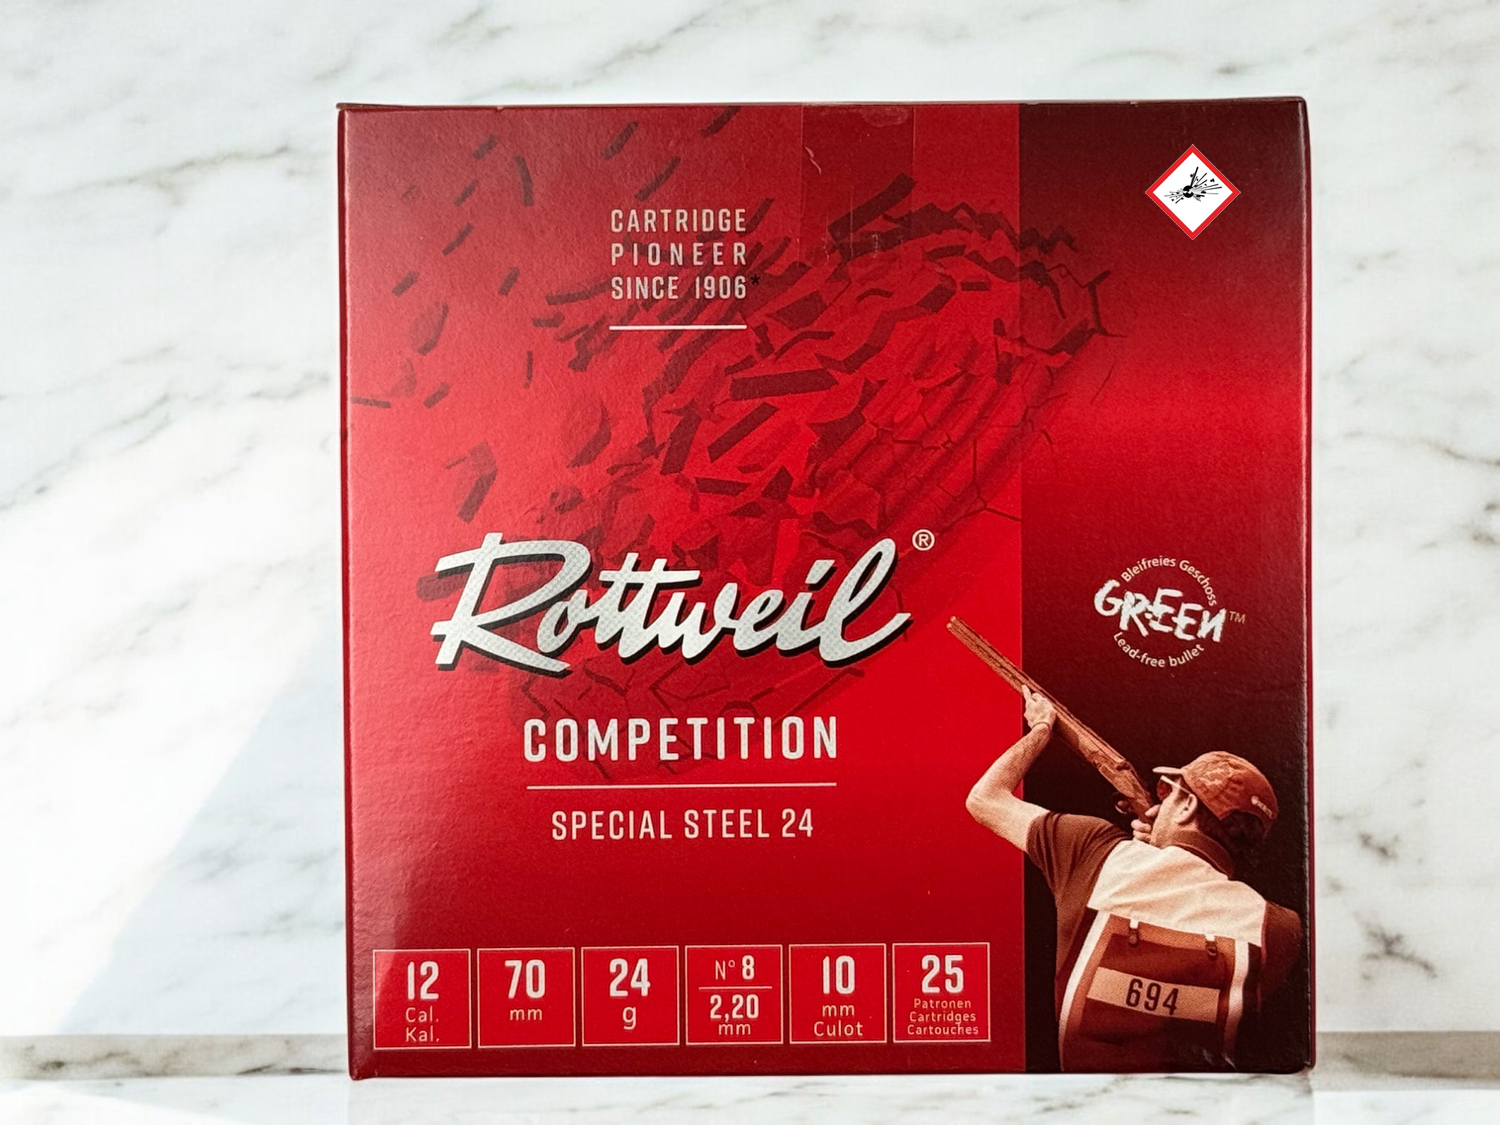 CARTRIDGE
PIONEER
SINCE 1906*
Rottweil®
COMPETITION
SPECIAL STEEL 24
Bleifreies Geschoss
GREEN™
Lead-free bullet
694
12
Cal.
Kal.
70
mm
24
g
N° 8
2,20
mm
10
mm
Culot
25
Patronen
Cartridges
Cartouches